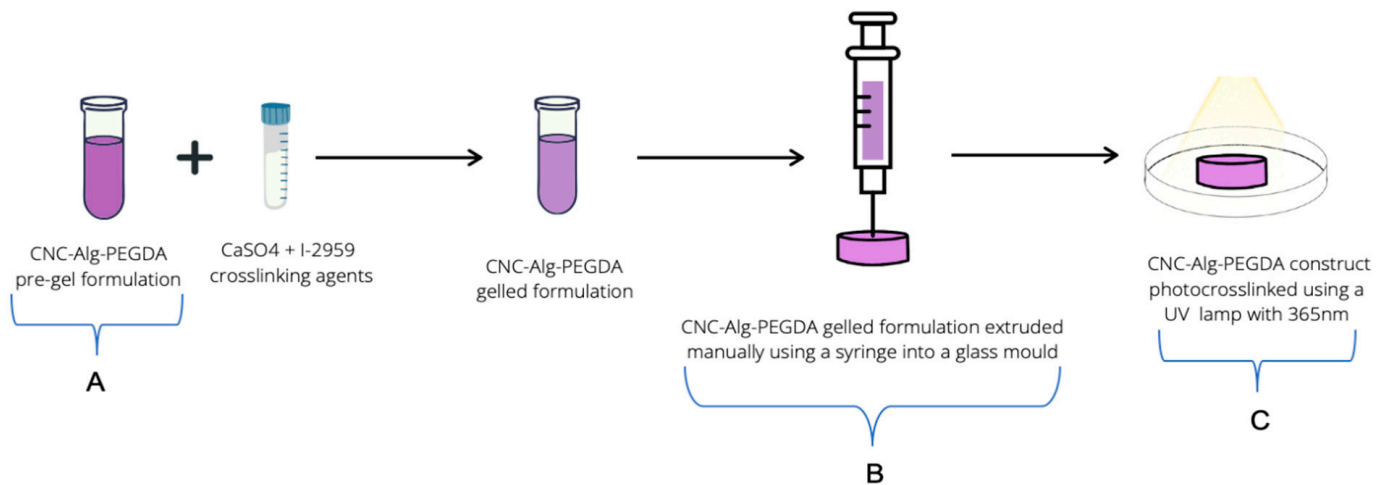 CNC-Alg-PEGDA
pre-gel formulation
A
CaSO4 + I-2959
crosslinking agents
CNC-Alg-PEGDA
gelled formulation
CNC-Alg-PEGDA gelled formulation extruded
manually using a syringe into a glass mould
B
CNC-Alg-PEGDA construct
photocrosslinked using a
UV lamp with 365nm
C